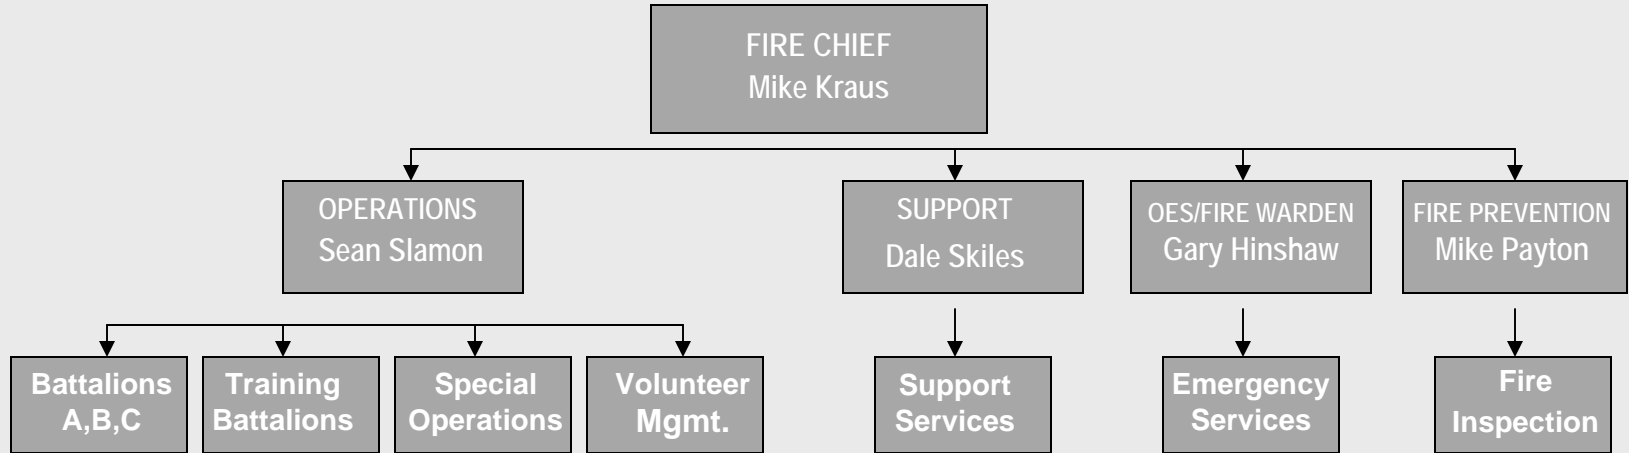 FIRE CHIEF
Mike Kraus
OPERATIONS
Sean Slamon
SUPPORT
Dale Skiles
OES/FIRE WARDEN
Gary Hinshaw
FIRE PREVENTION
Mike Payton
Battalions
A,B,C
Training
Battalions
Special
Operations
Volunteer
Mgmt.
Support
Services
Emergency
Services
Fire
Inspection